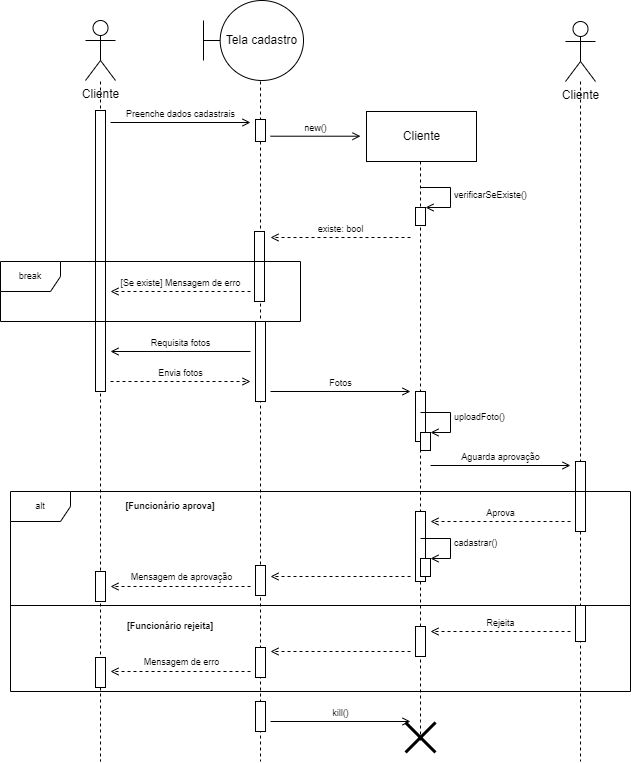 Tela cadastro
Cliente
Cliente
Preenche dados cadastrais
new()
Cliente
verificarSeExiste()
existe: bool
break
[Se existe] Mensagem de erro
Requisita fotos
Envia fotos
Fotos
uploadFoto()
Aguarda aprovação
alt
[Funcionário aprova]
Aprova
cadastrar()
Mensagem de aprovação
[Funcionário rejeita]
Rejeita
Mensagem de erro
kill()